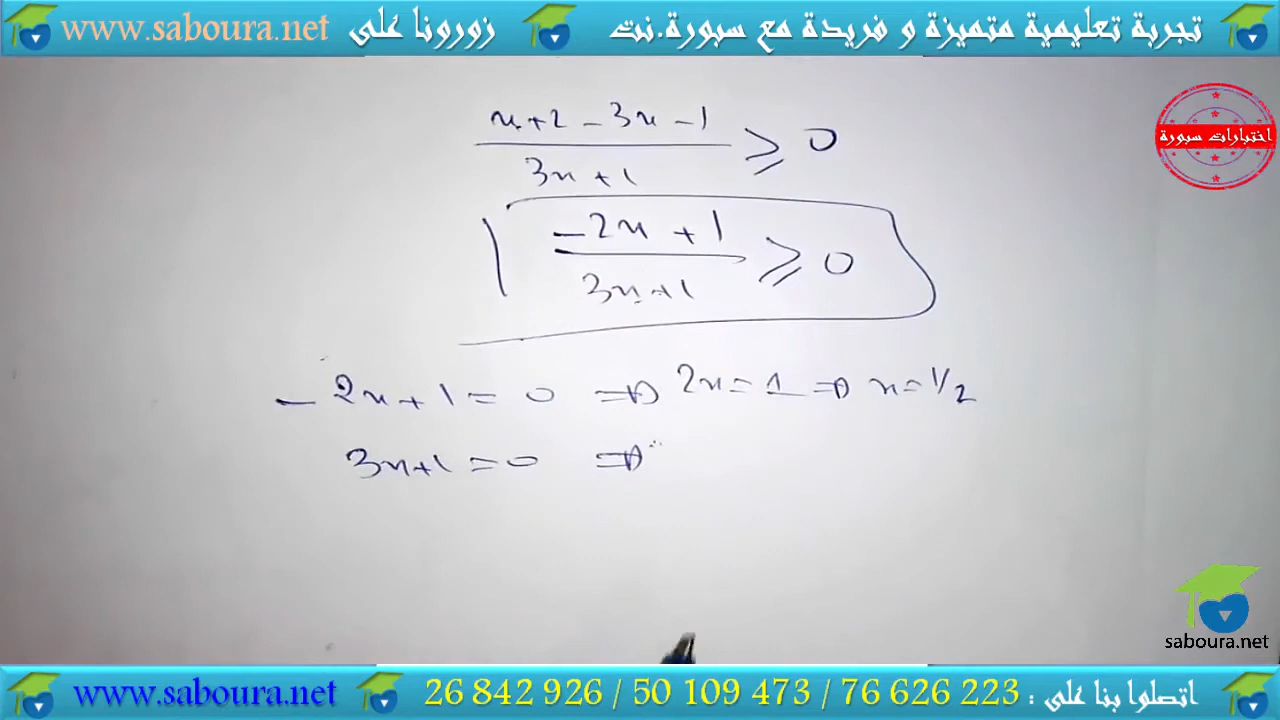 تجربة تعليمية متميزة و فريدة مع سبورة.نت زورونا على www.saboura.net
اختبارات سبورة
x+2-3x-1 / 3x+1 ⩾ 0
-2x+1 / 3x+1 ⩾ 0
-2x+1=0 ⇒ 2x=1 ⇒ x=1/2
3x+1=0 ⇒
saboura.net
اتصلوا بنا على : 26 842 926 / 50 109 473 / 76 626 223 www.saboura.net